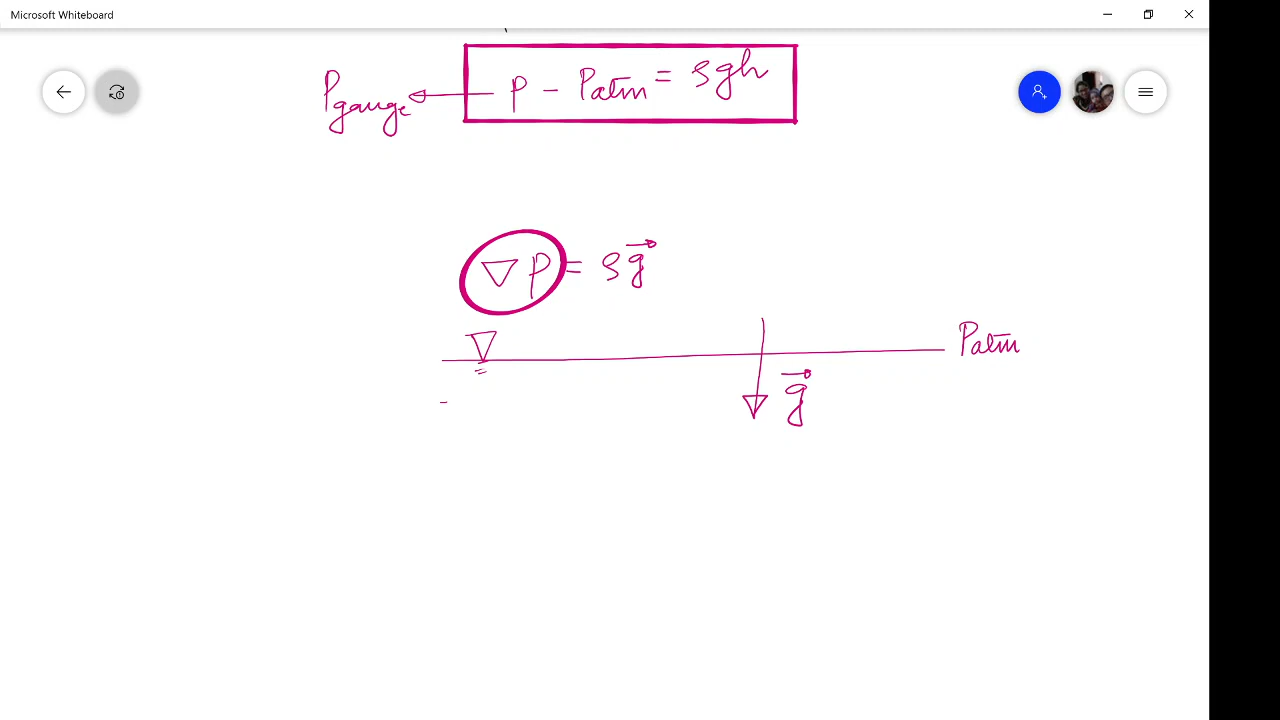 Microsoft Whiteboard
P - Patm = ρgh
Pgauge
∇p = ρg⃗
Patm
g⃗